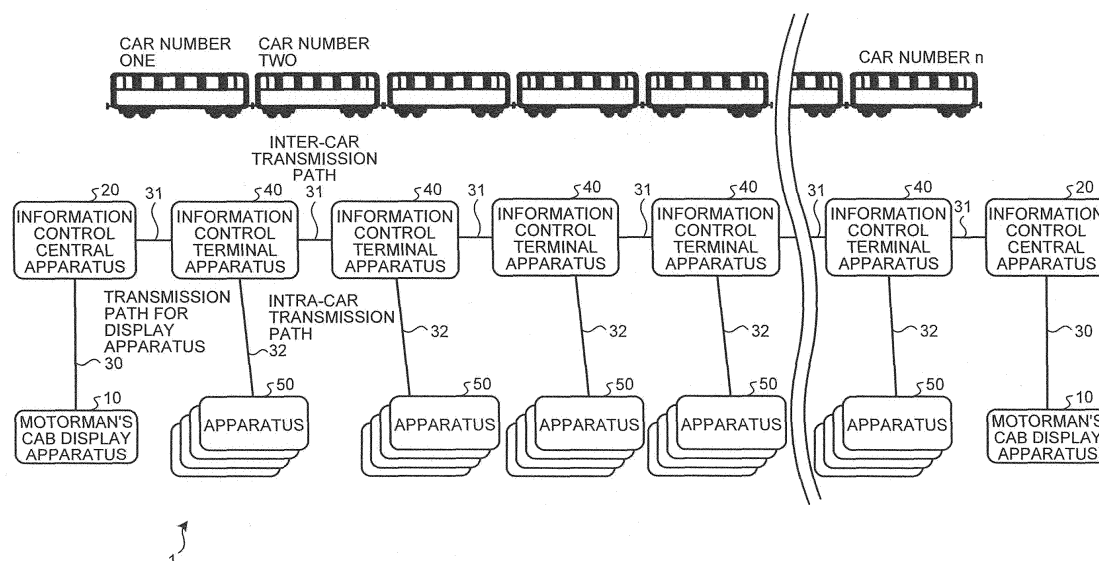 CAR NUMBER
ONE
CAR NUMBER
TWO
CAR NUMBER n
INTER-CAR
TRANSMISSION
PATH
20
31
40
31
40
31
40
31
40
31
40
31
20
INFORMATION
CONTROL
CENTRAL
APPARATUS
INFORMATION
CONTROL
TERMINAL
APPARATUS
INFORMATION
CONTROL
TERMINAL
APPARATUS
INFORMATION
CONTROL
TERMINAL
APPARATUS
INFORMATION
CONTROL
TERMINAL
APPARATUS
INFORMATION
CONTROL
TERMINAL
APPARATUS
INFORMATION
CONTROL
CENTRAL
APPARATUS
TRANSMISSION
PATH FOR
DISPLAY
APPARATUS
INTRA-CAR
TRANSMISSION
PATH
30
32
32
32
32
32
30
10
50
50
50
50
50
10
MOTORMAN'S
CAB DISPLAY
APPARATUS
APPARATUS
APPARATUS
APPARATUS
APPARATUS
APPARATUS
MOTORMAN'S
CAB DISPLAY
APPARATUS
1